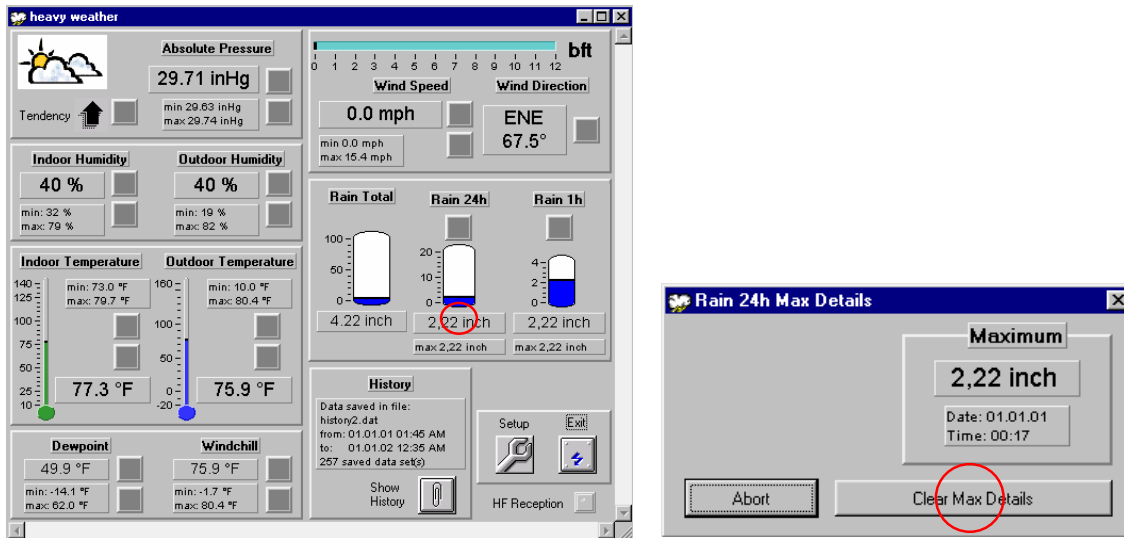 heavy weather
Absolute Pressure
29.71 inHg
Tendency
min 29.63 inHg
max 29.74 inHg
Indoor Humidity
Outdoor Humidity
40 %
40 %
min: 32 %
max: 79 %
min: 19 %
max: 82 %
Indoor Temperature
Outdoor Temperature
140
125
100
75
50
25
10
min: 73.0 °F
max: 79.7 °F
77.3 °F
160
100
50
0
-20
min: 10.0 °F
max: 80.4 °F
75.9 °F
Dewpoint
Windchill
49.9 °F
75.9 °F
min: -14.1 °F
max: 62.0 °F
min: -1.7 °F
max: 80.4 °F
bft
0 1 2 3 4 5 6 7 8 9 10 11 12
Wind Speed
Wind Direction
0.0 mph
min 0.0 mph
max 15.4 mph
ENE
67.5°
Rain Total
Rain 24h
Rain 1h
100
50
0
20
10
0
4
2
0
4.22 inch
2,22 inch
2,22 inch
max 2,22 inch
max 2,22 inch
History
Data saved in file:
history2.dat
from: 01.01.01 01:45 AM
to: 01.01.02 12:35 AM
257 saved data set(s)
Show
History
Setup
Exit
HF Reception
Rain 24h Max Details
Maximum
2,22 inch
Date: 01.01.01
Time: 00:17
Abort
Clear Max Details